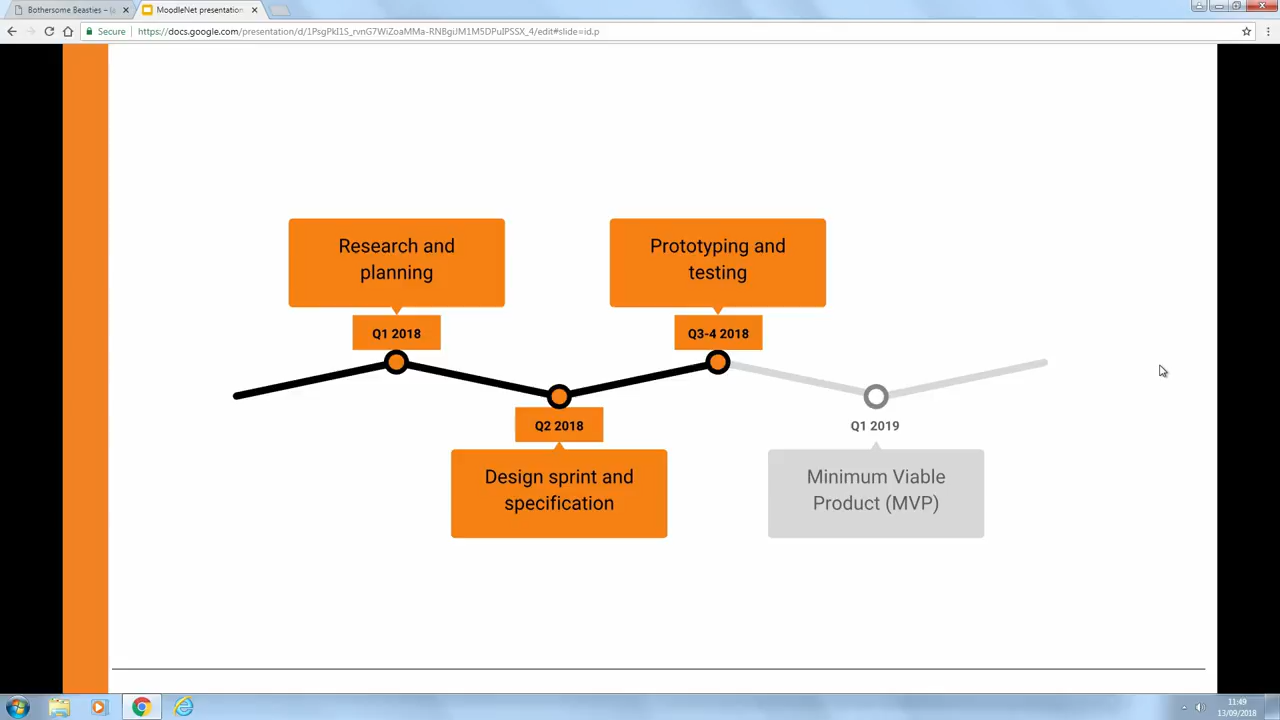 Bothersome Beasties – 
MoodleNet presentation
Secure
https://docs.google.com/presentation/d/1PsgPkI1S_rvnG7WiZoaMMa-RNBgiJM1M5DPuIPSSX_4/edit#slide=id.p
Research and
planning
Prototyping and
testing
Q1 2018
Q3-4 2018
Q2 2018
Q1 2019
Design sprint and
specification
Minimum Viable
Product (MVP)
11:49
13/09/2018